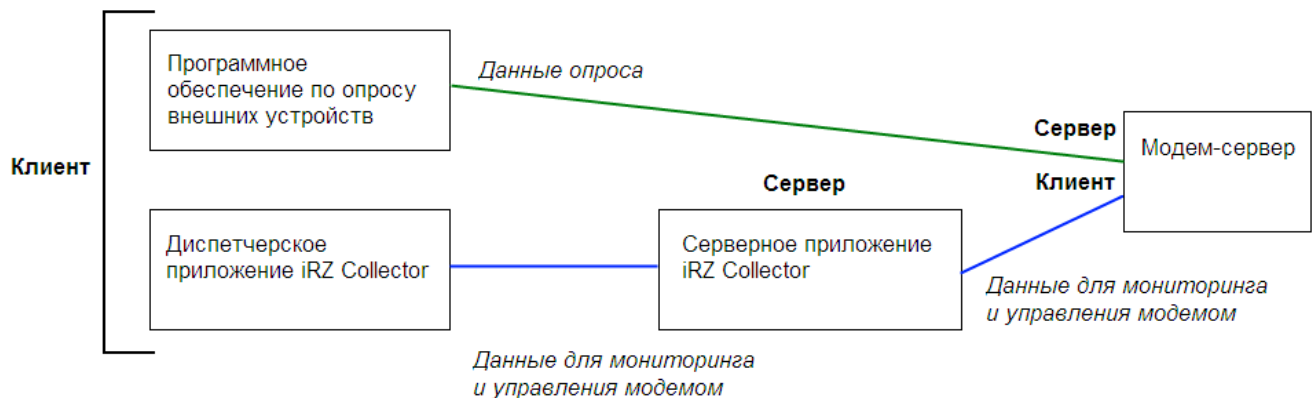 Программное
обеспечение по опросу
внешних устройств
Данные опроса
Сервер
Модем-сервер
Клиент
Клиент
Сервер
Диспетчерское
приложение iRZ Collector
Серверное приложение
iRZ Collector
Данные для мониторинга
и управления модемом
Данные для мониторинга
и управления модемом